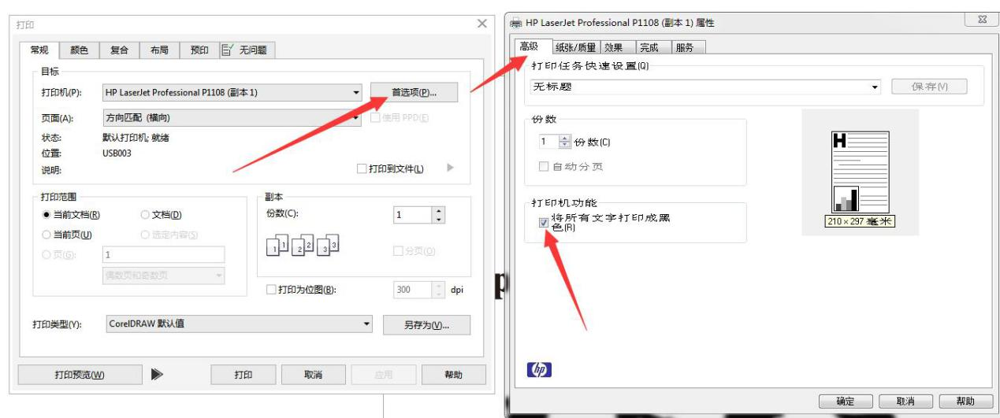 打印
常规 颜色 复合 布局 预印 无问题
目标
打印机(P): HP LaserJet Professional P1108 (副本 1) 首选项(P)...
页面(A): 方向匹配 (横向) 使用 PPD(E)
状态: 默认打印机; 就绪
位置: USB003
说明: 打印到文件(L)
打印范围
当前文档(R) 文档(D)
当前页(U) 选定内容(S)
页(G): 1
偶数页和奇数页
副本
份数(C): 1
1 1 2 2 3 3 分页(O)
打印为位图(B): 300 dpi
打印类型(Y): CorelDRAW 默认值 另存为(V)...
打印预览(W) 打印 取消 应用 帮助
HP LaserJet Professional P1108 (副本 1) 属性
高级 纸张/质量 效果 完成 服务
打印任务快速设置(Q)
无标题 保存(V)
份数
1 份数(C)
自动分页
打印机功能
将所有文字打印成黑
色(R)
H
210 × 297 毫米
hp
确定 取消 帮助